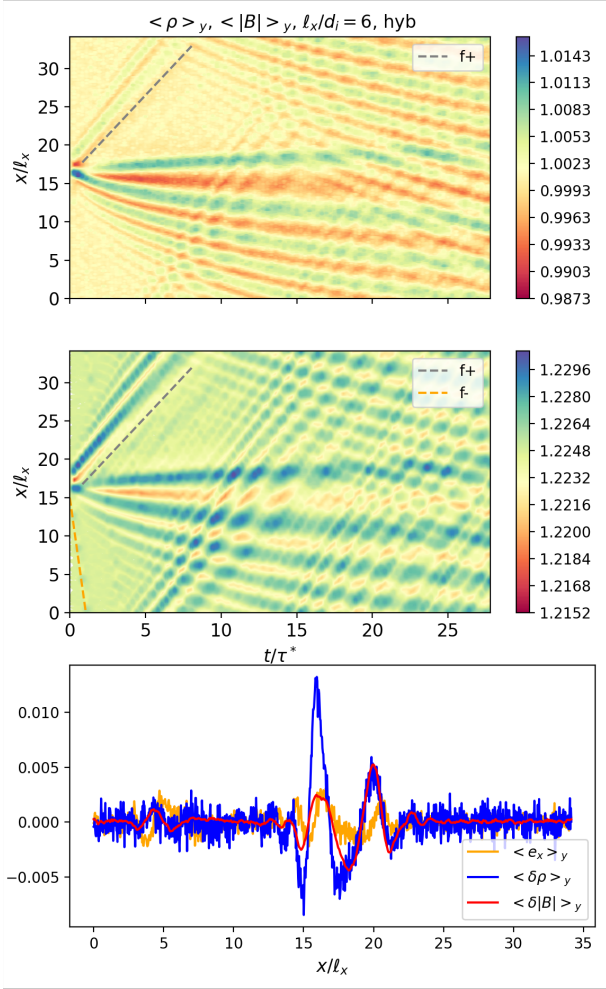 < ρ >y, < |B| >y, ℓx/di = 6, hyb
f+
30
25
20
15
10
5
0
x/ℓx
1.0143
1.0113
1.0083
1.0053
1.0023
0.9993
0.9963
0.9933
0.9903
0.9873
f+
f-
30
25
20
15
10
5
0
x/ℓx
0 5 10 15 20 25
t/τ*
1.2296
1.2280
1.2264
1.2248
1.2232
1.2216
1.2200
1.2184
1.2168
1.2152
0.010
0.005
0.000
−0.005
< ex >y
< δρ >y
< δ|B| >y
0 5 10 15 20 25 30 35
x/ℓx